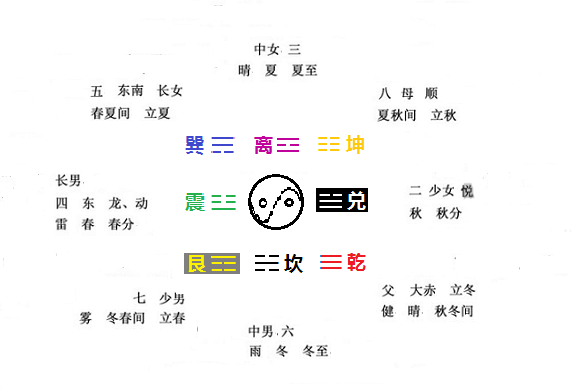 中女 三
晴 夏 夏至
五 东南 长女
春夏间 立夏
八 母 顺
夏秋间 立秋
巽 ☴ 离 ☲ ☷ 坤
长男
四 东 龙、动
雷 春 春分
震 ☳ ☱ 兑
二 少女 悦
秋 秋分
艮 ☶ ☵ 坎 ☰ 乾
七 少男
雾 冬春间 立春
中男 六
雨 冬 冬至
父 大赤 立冬
健 晴 秋冬间